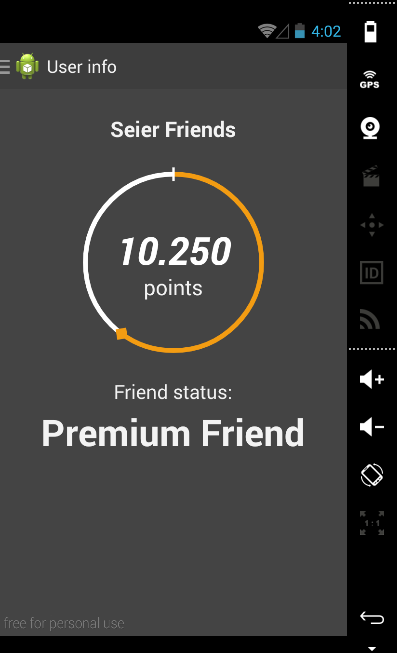 4:02
GPS
User info
Seier Friends
10.250
points
ID
Friend status:
Premium Friend
1:1
free for personal use